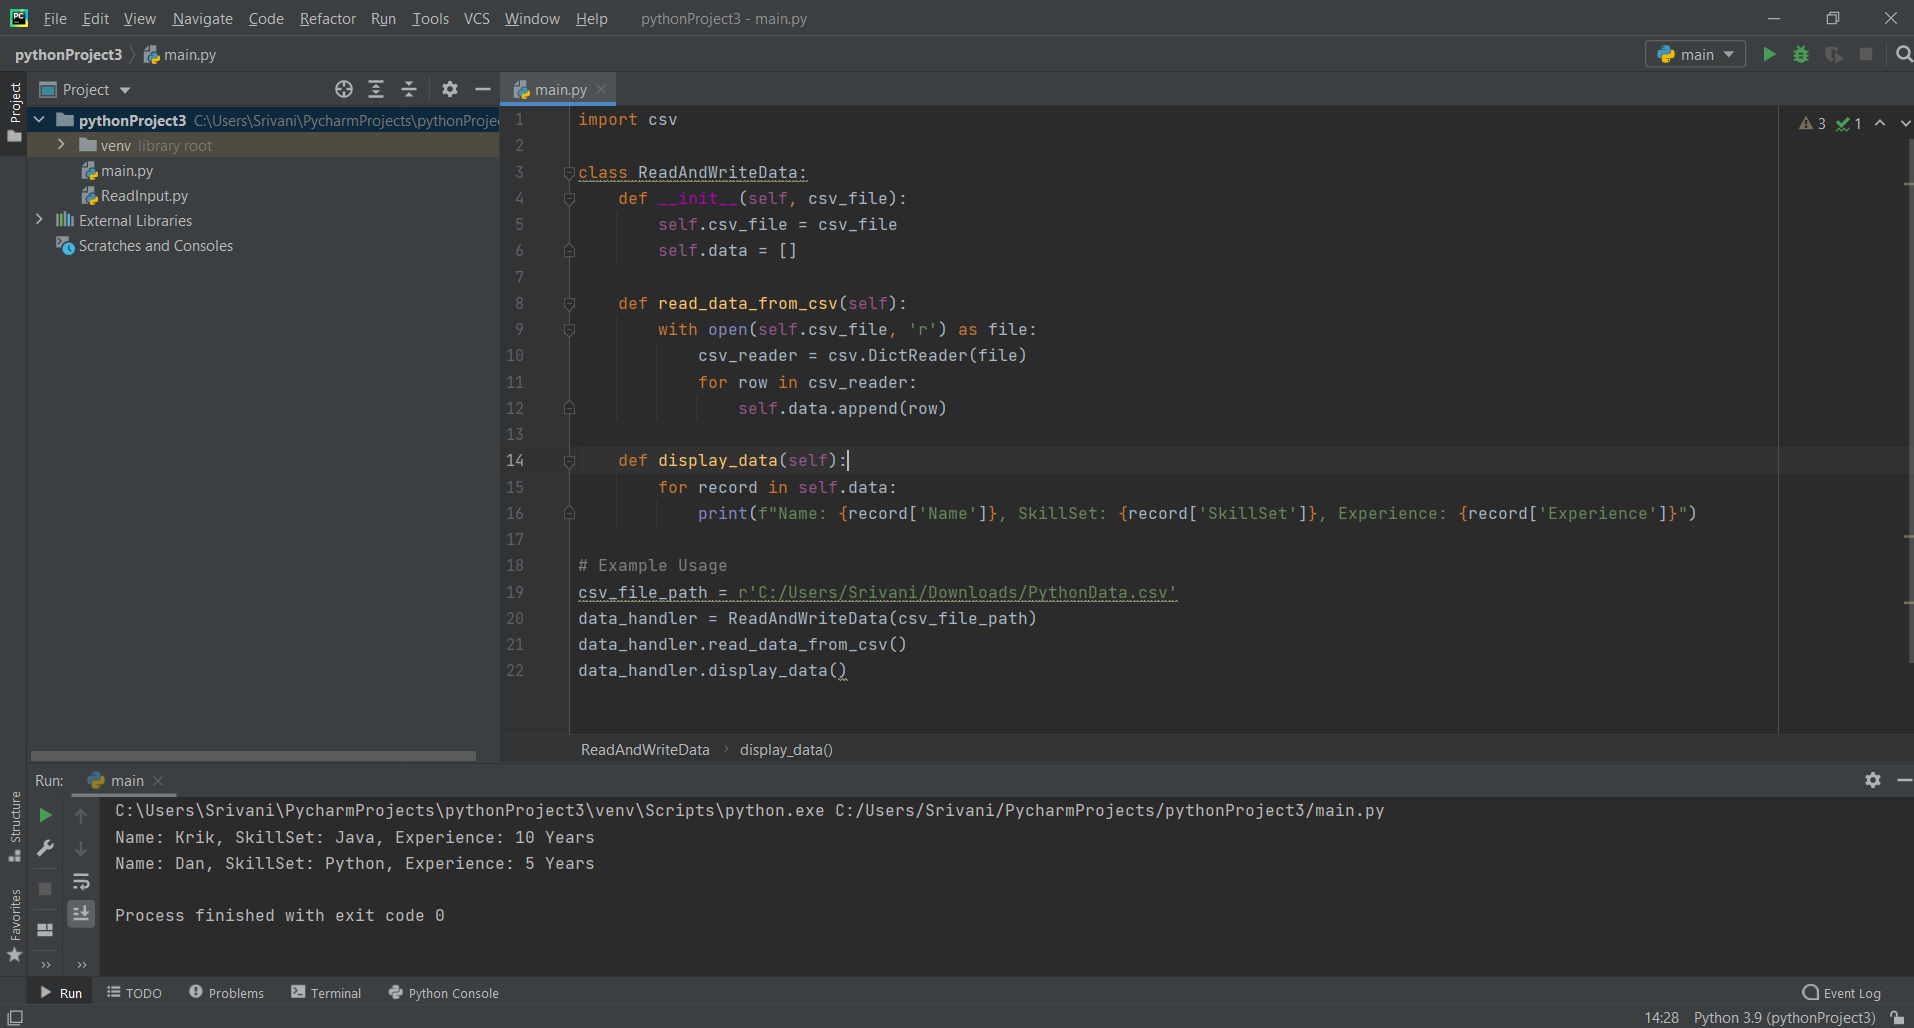 PC File Edit View Navigate Code Refactor Run Tools VCS Window Help pythonProject3 - main.py
pythonProject3 main.py main
Project
Project
main.py
pythonProject3 C:\Users\Srivani\PycharmProjects\pythonProje
venv library root
main.py
ReadInput.py
External Libraries
Scratches and Consoles
3 1
1 import csv
2
3 class ReadAndWriteData:
4     def __init__(self, csv_file):
5         self.csv_file = csv_file
6         self.data = []
7
8     def read_data_from_csv(self):
9         with open(self.csv_file, 'r') as file:
10             csv_reader = csv.DictReader(file)
11             for row in csv_reader:
12                 self.data.append(row)
13
14     def display_data(self):
15         for record in self.data:
16             print(f"Name: {record['Name']}, SkillSet: {record['SkillSet']}, Experience: {record['Experience']}")
17
18 # Example Usage
19 csv_file_path = r'C:/Users/Srivani/Downloads/PythonData.csv'
20 data_handler = ReadAndWriteData(csv_file_path)
21 data_handler.read_data_from_csv()
22 data_handler.display_data()
ReadAndWriteData › display_data()
Run: main
C:\Users\Srivani\PycharmProjects\pythonProject3\venv\Scripts\python.exe C:/Users/Srivani/PycharmProjects/pythonProject3/main.py
Name: Krik, SkillSet: Java, Experience: 10 Years
Name: Dan, SkillSet: Python, Experience: 5 Years
Process finished with exit code 0
Structure
Favorites
Run TODO Problems Terminal Python Console Event Log
14:28 Python 3.9 (pythonProject3)